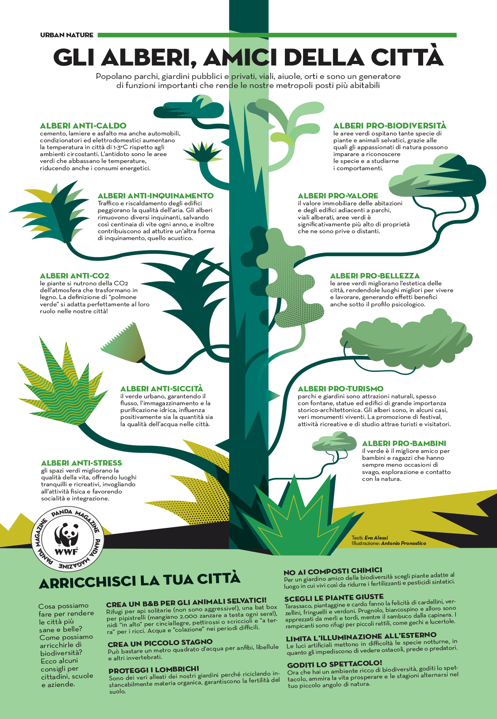 URBAN NATURE
GLI ALBERI, AMICI DELLA CITTÀ
Popolano parchi, giardini pubblici e privati, viali, aiuole, orti e sono un generatore
di funzioni importanti che rende le nostre metropoli posti più abitabili
ALBERI ANTI-CALDO
cemento, lamiere e asfalto ma anche automobili,
condizionatori ed elettrodomestici aumentano
la temperatura in città di 1-3°C rispetto agli
ambienti circostanti. L'antidoto sono le aree
verdi che abbassano le temperature,
riducendo anche i consumi energetici.
ALBERI PRO-BIODIVERSITÀ
le aree verdi ospitano tante specie di
piante e animali selvatici, grazie alle
quali gli appassionati di natura possono
imparare a riconoscere
le specie e a studiarne
i comportamenti.
ALBERI ANTI-INQUINAMENTO
Traffico e riscaldamento degli edifici
peggiorano la qualità dell'aria. Gli alberi
rimuovono diversi inquinanti, salvando
così centinaia di vite ogni anno, e inoltre
contribuiscono ad attutire un'altra forma
di inquinamento, quello acustico.
ALBERI PRO-VALORE
il valore immobiliare delle abitazioni
e degli edifici adiacenti a parchi,
viali alberati, aree verdi è
significativamente più alto di proprietà
che ne sono prive o distanti.
ALBERI ANTI-CO2
le piante si nutrono della CO2
dell'atmosfera che trasformano in
legno. La definizione di "polmone
verde" si adatta perfettamente al loro
ruolo nelle nostre città!
ALBERI PRO-BELLEZZA
le aree verdi migliorano l'estetica delle
città, rendendole luoghi migliori per vivere
e lavorare, generando effetti benefici
anche sotto il profilo psicologico.
ALBERI ANTI-SICCITÀ
il verde urbano, garantendo il
flusso, l'immagazzinamento e la
purificazione idrica, influenza
positivamente sia la quantità sia
la qualità dell'acqua nelle città.
ALBERI PRO-TURISMO
parchi e giardini sono attrazioni naturali, spesso
con fontane, statue ed edifici di grande importanza
storico-architettonica. Gli alberi sono, in alcuni casi,
veri monumenti viventi. La promozione di festival,
attività ricreative e di studio attrae turisti e visitatori.
ALBERI PRO-BAMBINI
il verde è il migliore amico per
bambini e ragazzi che hanno
sempre meno occasioni di
svago, esplorazione e contatto
con la natura.
ALBERI ANTI-STRESS
gli spazi verdi migliorano la
qualità della vita, offrendo luoghi
tranquilli e ricreativi, invogliando
all'attività fisica e favorendo
socialità e integrazione.
PANDA MAGAZINE PANDA MAGAZINE PANDA MAGAZINE
WWF
Testi: Eva Alessi
Illustrazione: Antonio Pronostico
ARRICCHISCI LA TUA CITTÀ
Cosa possiamo
fare per rendere
le città più
sane e belle?
Come possiamo
arricchirle di
biodiversità?
Ecco alcuni
consigli per
cittadini, scuole
e aziende.
CREA UN B&B PER GLI ANIMALI SELVATICI!
Rifugi per api solitarie (non sono aggressive!), una bat box
per pipistrelli (mangiano 2.000 zanzare a testa ogni sera!),
nidi "in alto" per cinciallegre, pettirossi o scriccioli e "a ter-
ra" per i ricci. Acqua e "colazione" nei periodi difficili.
CREA UN PICCOLO STAGNO
Può bastare un metro quadrato d'acqua per anfibi, libellule
e altri invertebrati.
PROTEGGI I LOMBRICHI
Sono dei veri alleati dei nostri giardini perché riciclando in-
stancabilmente materia organica, garantiscono la fertilità del
suolo.
NO AI COMPOSTI CHIMICI
Per un giardino amico della biodiversità scegli piante adatte al
luogo in cui vivi così da ridurre i fertilizzanti e pesticidi sintetici.
SCEGLI LE PIANTE GIUSTE
Tarassaco, piantaggine e cardo fanno la felicità di cardellini, ver-
zellini, fringuelli e verdoni. Prugnolo, biancospino e alloro sono
apprezzati da merli e tordi, mentre il sambuco dalla capinera. I
rampicanti sono rifugi per piccoli rettili, come gechi e lucertole.
LIMITA L'ILLUMINAZIONE ALL'ESTERNO
Le luci artificiali mettono in difficoltà le specie notturne, in
quanto gli impediscono di vedere ostacoli, prede o predatori.
GODITI LO SPETTACOLO!
Ora che hai un ambiente ricco di biodiversità, goditi lo spet-
tacolo, ammira la vita prosperare e le stagioni alternarsi nel
tuo piccolo angolo di natura.